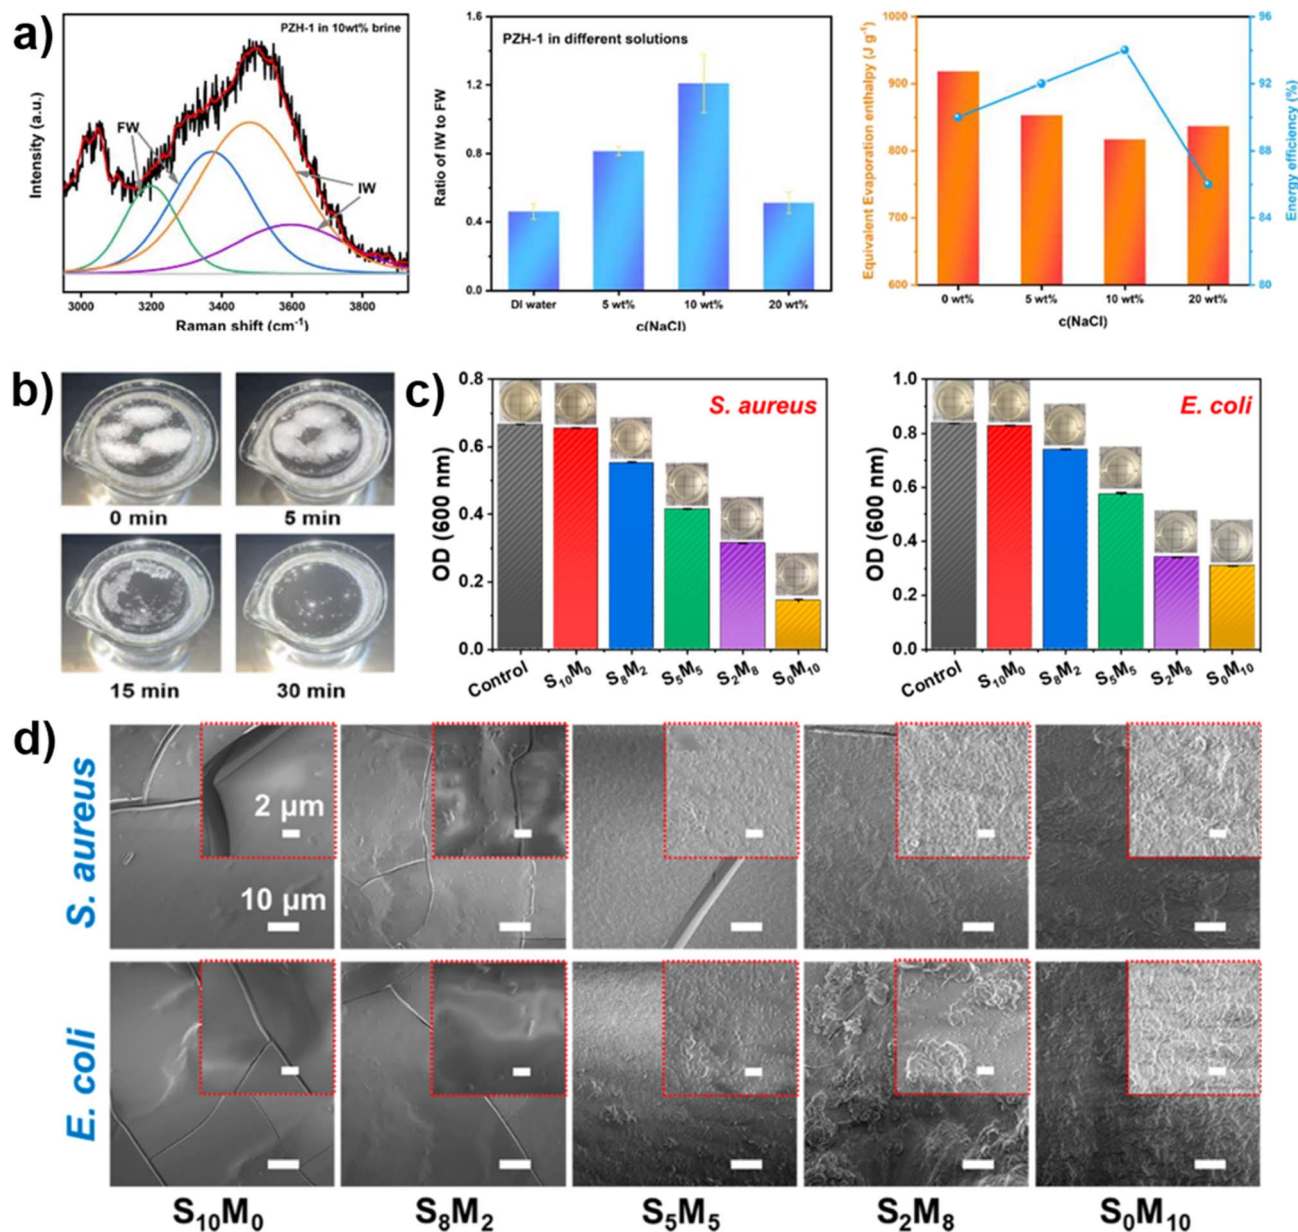 a)
PZH-1 in 10wt% brine
FW
IW
Intensity (a.u.)
3000 3200 3400 3600 3800
Raman shift (cm⁻¹)
PZH-1 in different solutions
Ratio of IW to FW
1.6
1.2
0.8
0.4
0.0
DI water 5 wt% 10 wt% 20 wt%
c(NaCl)
Equivalent Evaporation enthalpy (J g⁻¹)
1000
900
800
700
600
0 wt% 5 wt% 10 wt% 20 wt%
c(NaCl)
96
92
88
84
80
Energy efficiency (%)
b)
0 min 5 min
15 min 30 min
c)
S. aureus
OD (600 nm)
0.8
0.6
0.4
0.2
0.0
Control S₁₀M₀ S₈M₂ S₅M₅ S₂M₈ S₀M₁₀
E. coli
OD (600 nm)
1.0
0.8
0.6
0.4
0.2
0.0
Control S₁₀M₀ S₈M₂ S₅M₅ S₂M₈ S₀M₁₀
d)
S. aureus
2 μm
10 μm
E. coli
S₁₀M₀ S₈M₂ S₅M₅ S₂M₈ S₀M₁₀